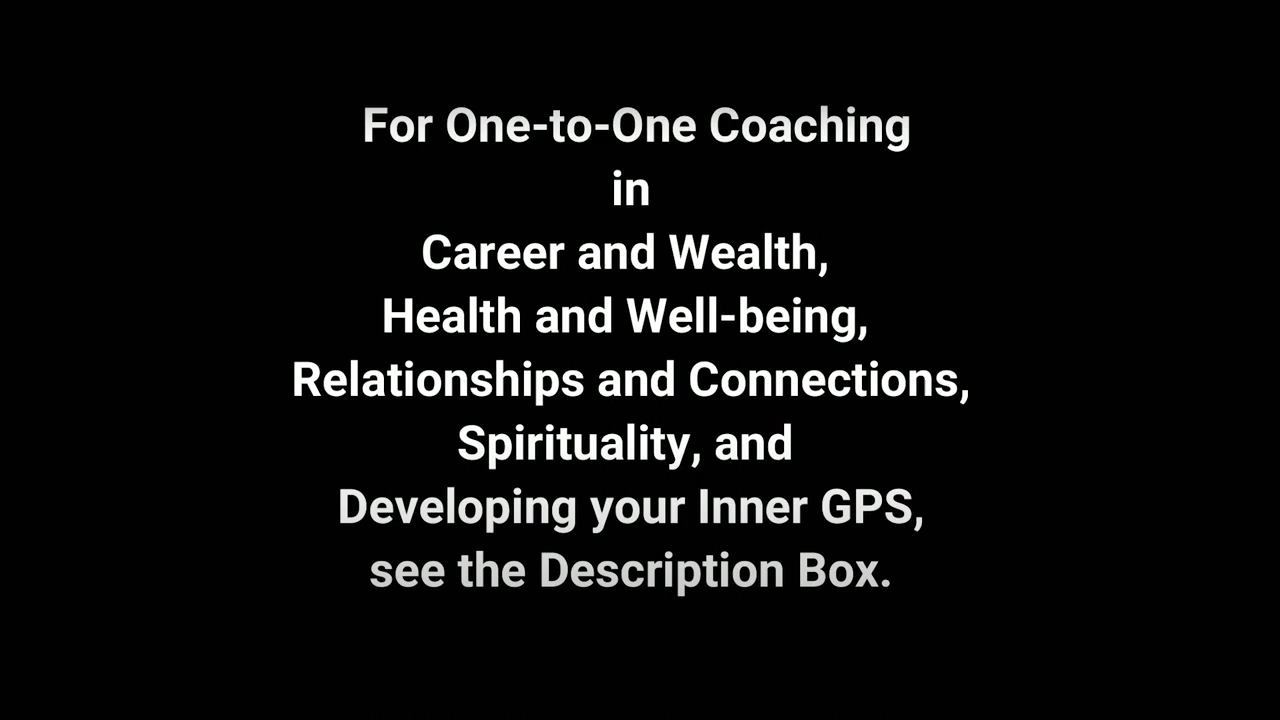 For One-to-One Coaching
in
Career and Wealth,
Health and Well-being,
Relationships and Connections,
Spirituality, and
Developing your Inner GPS,
see the Description Box.